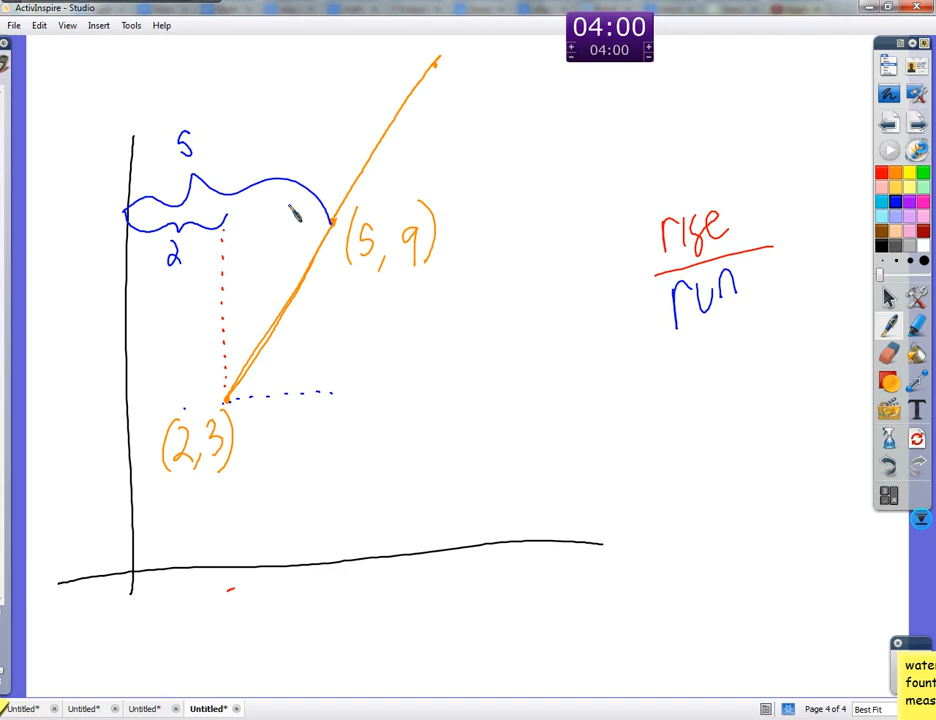 ActivInspire - Studio
File Edit View Insert Tools Help
04:00
04:00
5
2
(5, 9)
(2,3)
rise
run
water
fount
meas
Untitled* Untitled* Untitled* Untitled*
Page 4 of 4 Best Fit